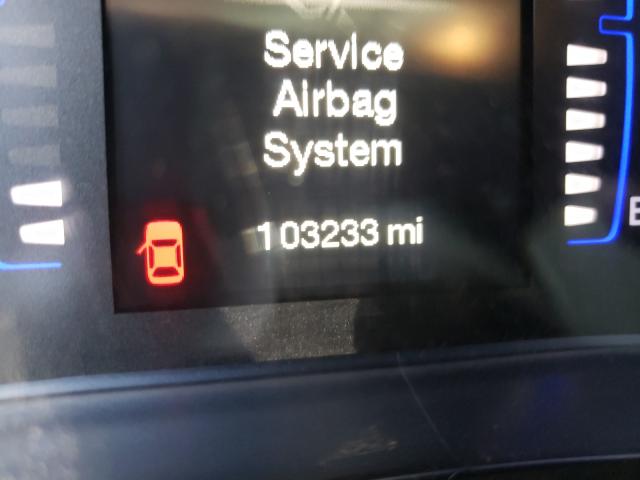 Service
Airbag
System
103233 mi
E